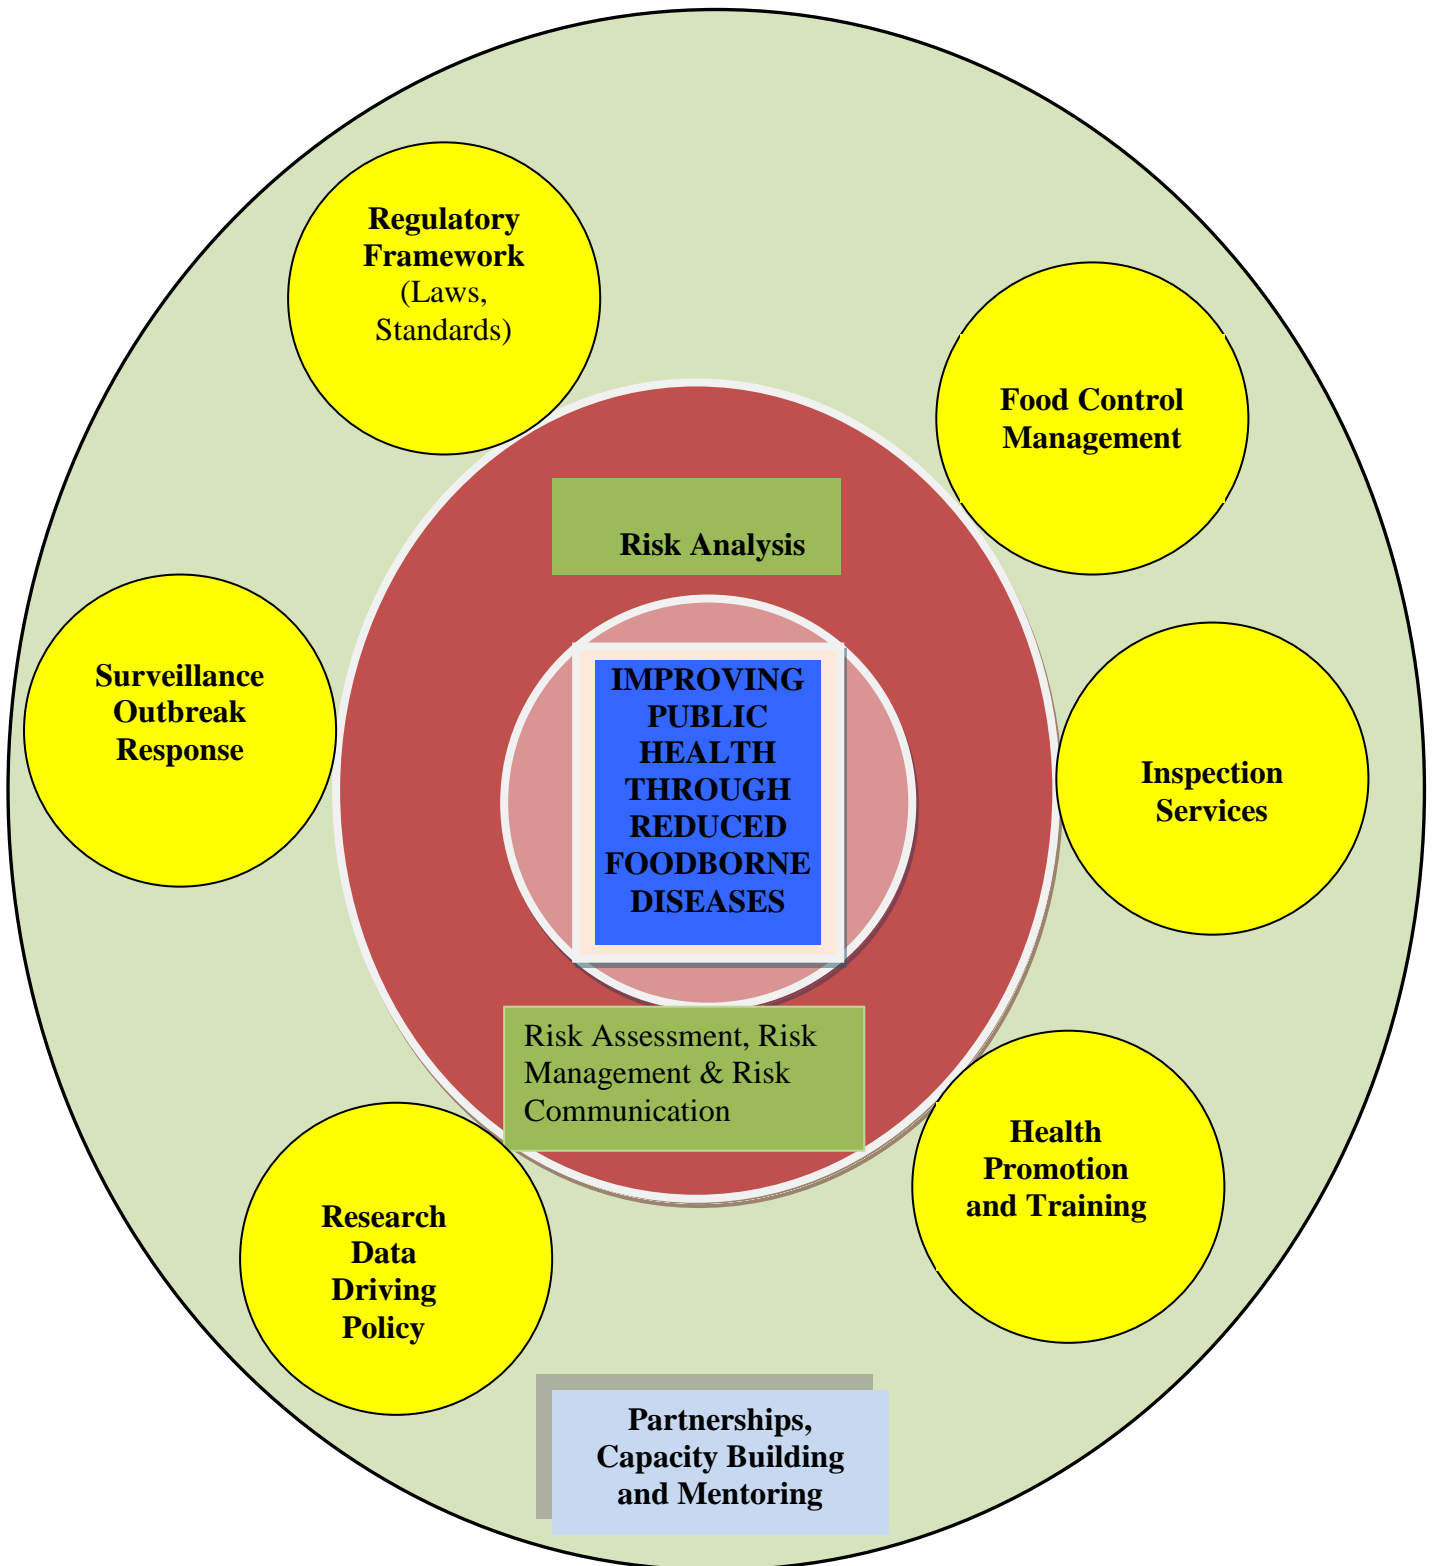 Regulatory
Framework
(Laws,
Standards)
Food Control
Management
Risk Analysis
Surveillance
Outbreak
Response
IMPROVING
PUBLIC
HEALTH
THROUGH
REDUCED
FOODBORNE
DISEASES
Inspection
Services
Risk Assessment, Risk
Management & Risk
Communication
Health
Promotion
and Training
Research
Data
Driving
Policy
Partnerships,
Capacity Building
and Mentoring